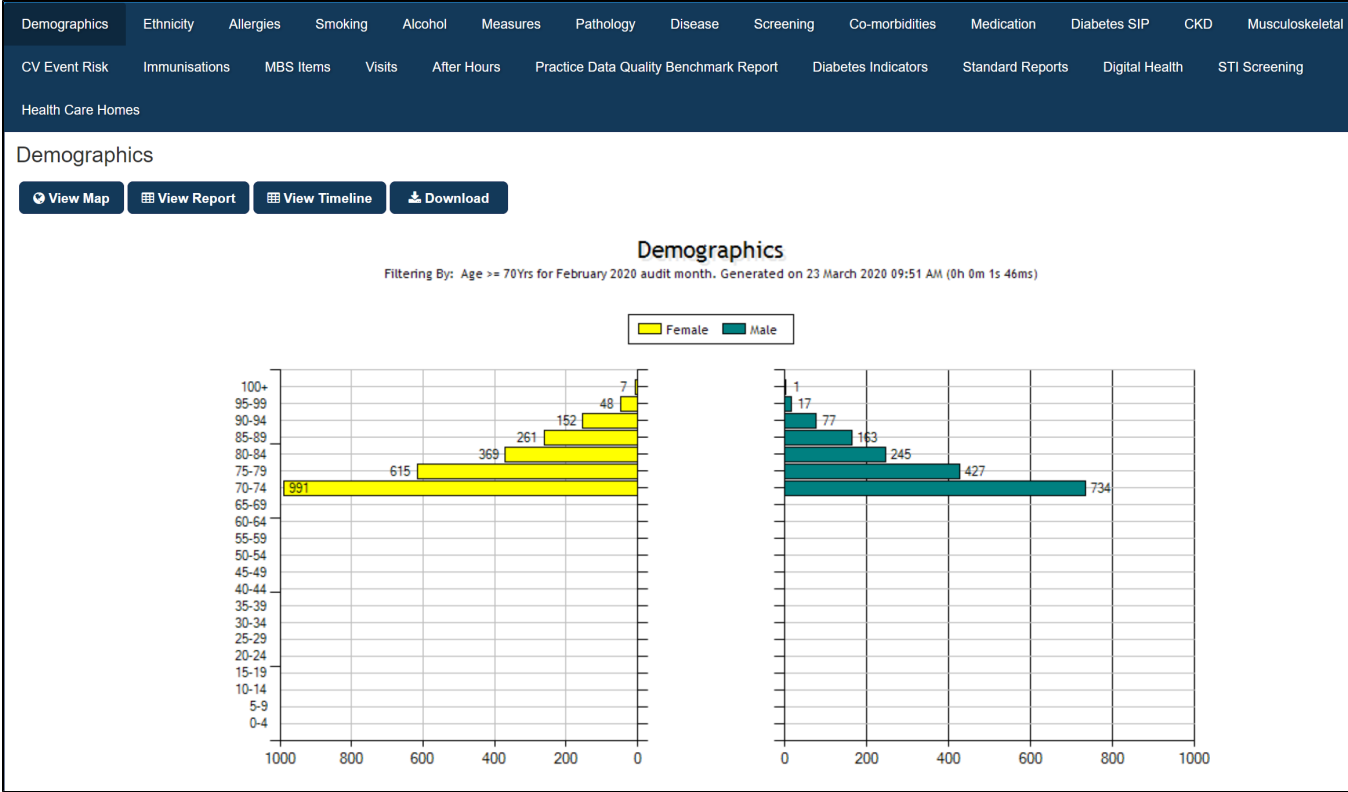 Demographics Ethnicity Allergies Smoking Alcohol Measures Pathology Disease Screening Co-morbidities Medication Diabetes SIP CKD Musculoskeletal
CV Event Risk Immunisations MBS Items Visits After Hours Practice Data Quality Benchmark Report Diabetes Indicators Standard Reports Digital Health STI Screening
Health Care Homes
Demographics
View Map View Report View Timeline Download
Demographics
Filtering By: Age >= 70Yrs for February 2020 audit month. Generated on 23 March 2020 09:51 AM (0h 0m 1s 46ms)
Female Male
100+ 7 1
95-99 48 17
90-94 152 77
85-89 261 163
80-84 369 245
75-79 615 427
70-74 991 734
65-69
60-64
55-59
50-54
45-49
40-44
35-39
30-34
25-29
20-24
15-19
10-14
5-9
0-4
1000 800 600 400 200 0 0 200 400 600 800 1000